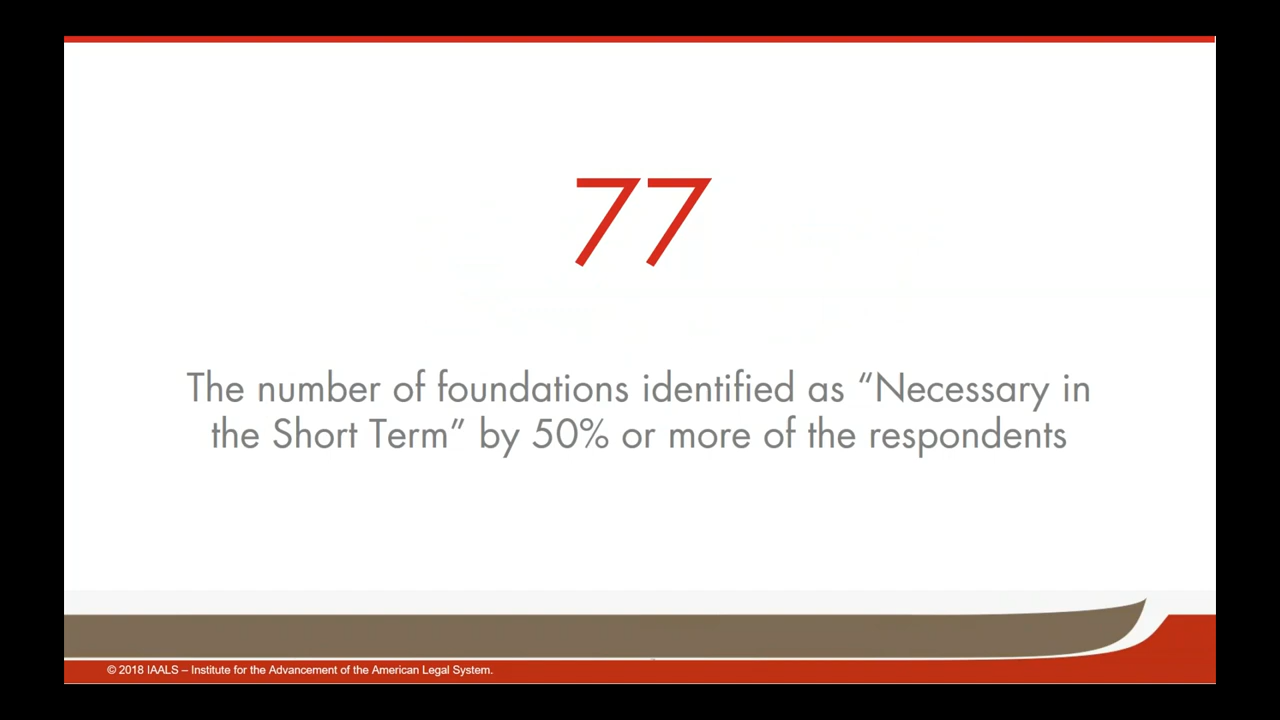 77
The number of foundations identified as “Necessary in
the Short Term” by 50% or more of the respondents
© 2018 IAALS – Institute for the Advancement of the American Legal System.